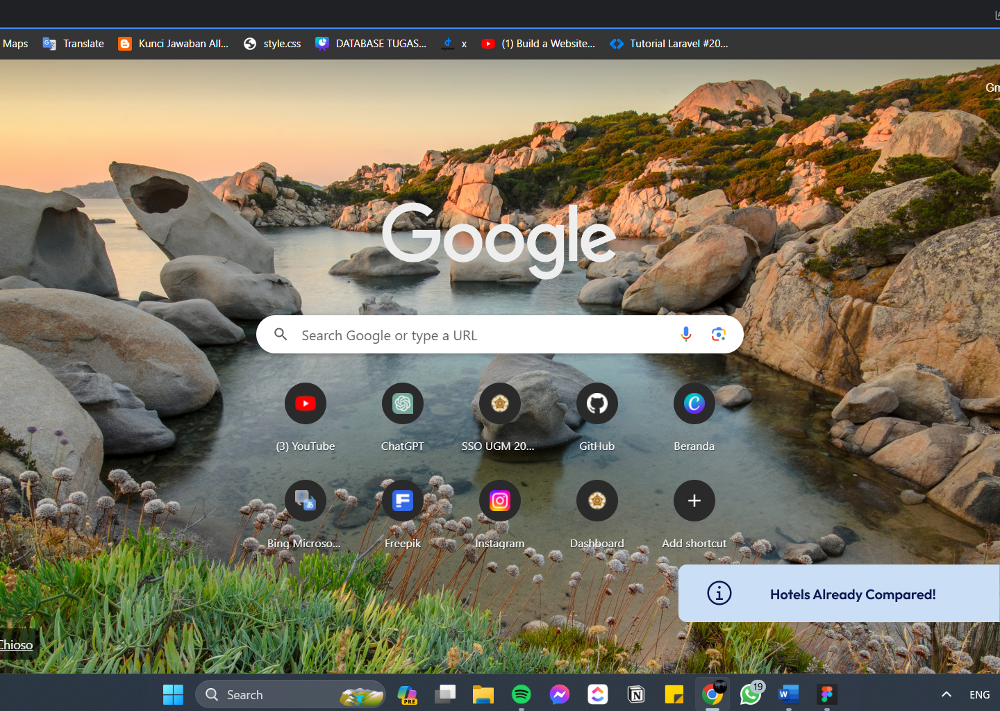 Maps Translate Kunci Jawaban All... style.css DATABASE TUGAS... x (1) Build a Website... Tutorial Laravel #20...
Google
Search Google or type a URL
(3) YouTube ChatGPT SSO UGM 20... GitHub Beranda
Bing Microso... Freepik Instagram Dashboard Add shortcut
Hotels Already Compared!
Chioso
Search PRE 19 ENG